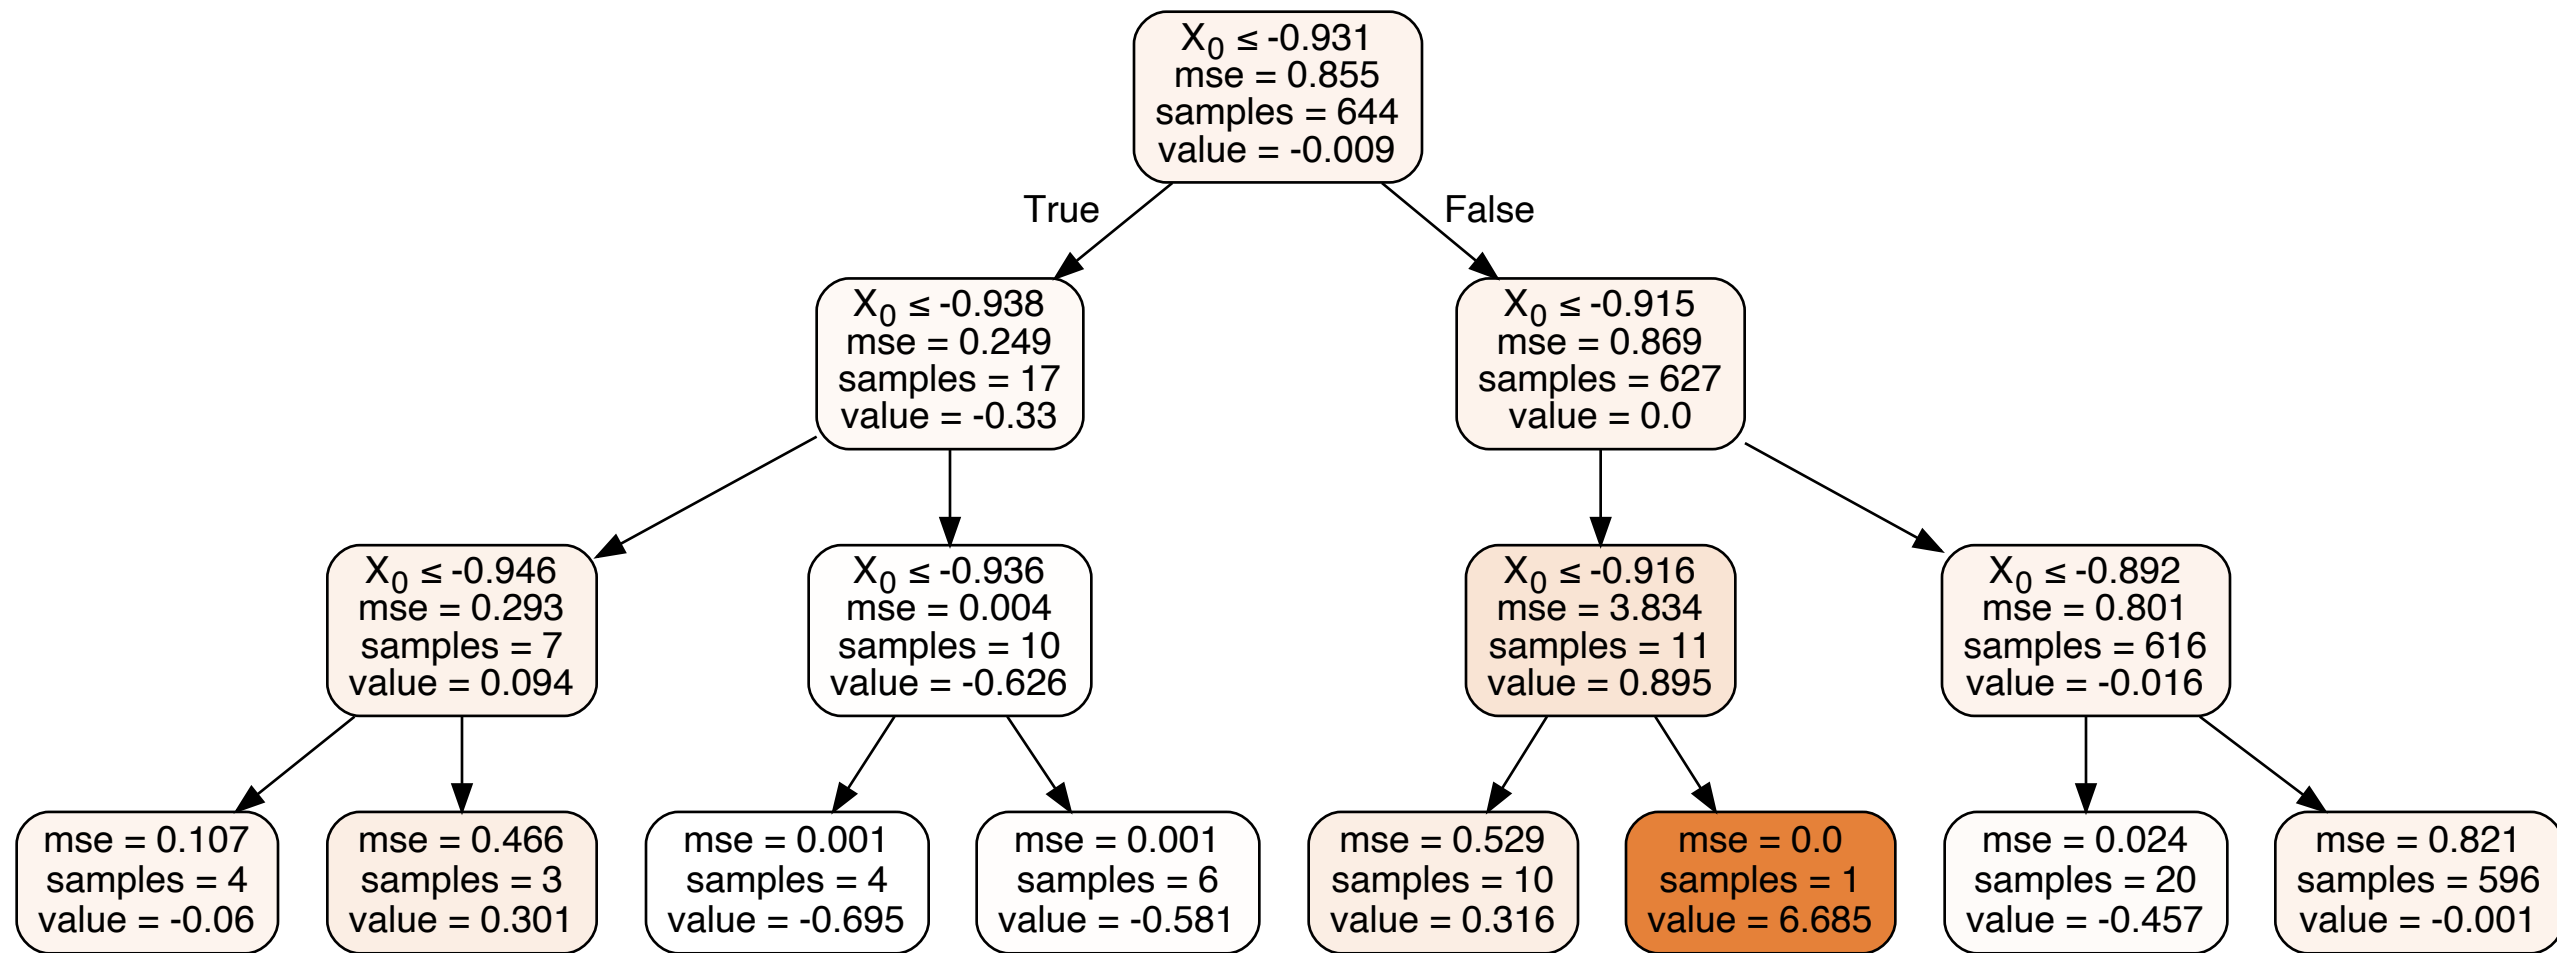 X0 ≤ -0.931
mse = 0.855
samples = 644
value = -0.009
True
False
X0 ≤ -0.938
mse = 0.249
samples = 17
value = -0.33
X0 ≤ -0.915
mse = 0.869
samples = 627
value = 0.0
X0 ≤ -0.946
mse = 0.293
samples = 7
value = 0.094
X0 ≤ -0.936
mse = 0.004
samples = 10
value = -0.626
X0 ≤ -0.916
mse = 3.834
samples = 11
value = 0.895
X0 ≤ -0.892
mse = 0.801
samples = 616
value = -0.016
mse = 0.107
samples = 4
value = -0.06
mse = 0.466
samples = 3
value = 0.301
mse = 0.001
samples = 4
value = -0.695
mse = 0.001
samples = 6
value = -0.581
mse = 0.529
samples = 10
value = 0.316
mse = 0.0
samples = 1
value = 6.685
mse = 0.024
samples = 20
value = -0.457
mse = 0.821
samples = 596
value = -0.001